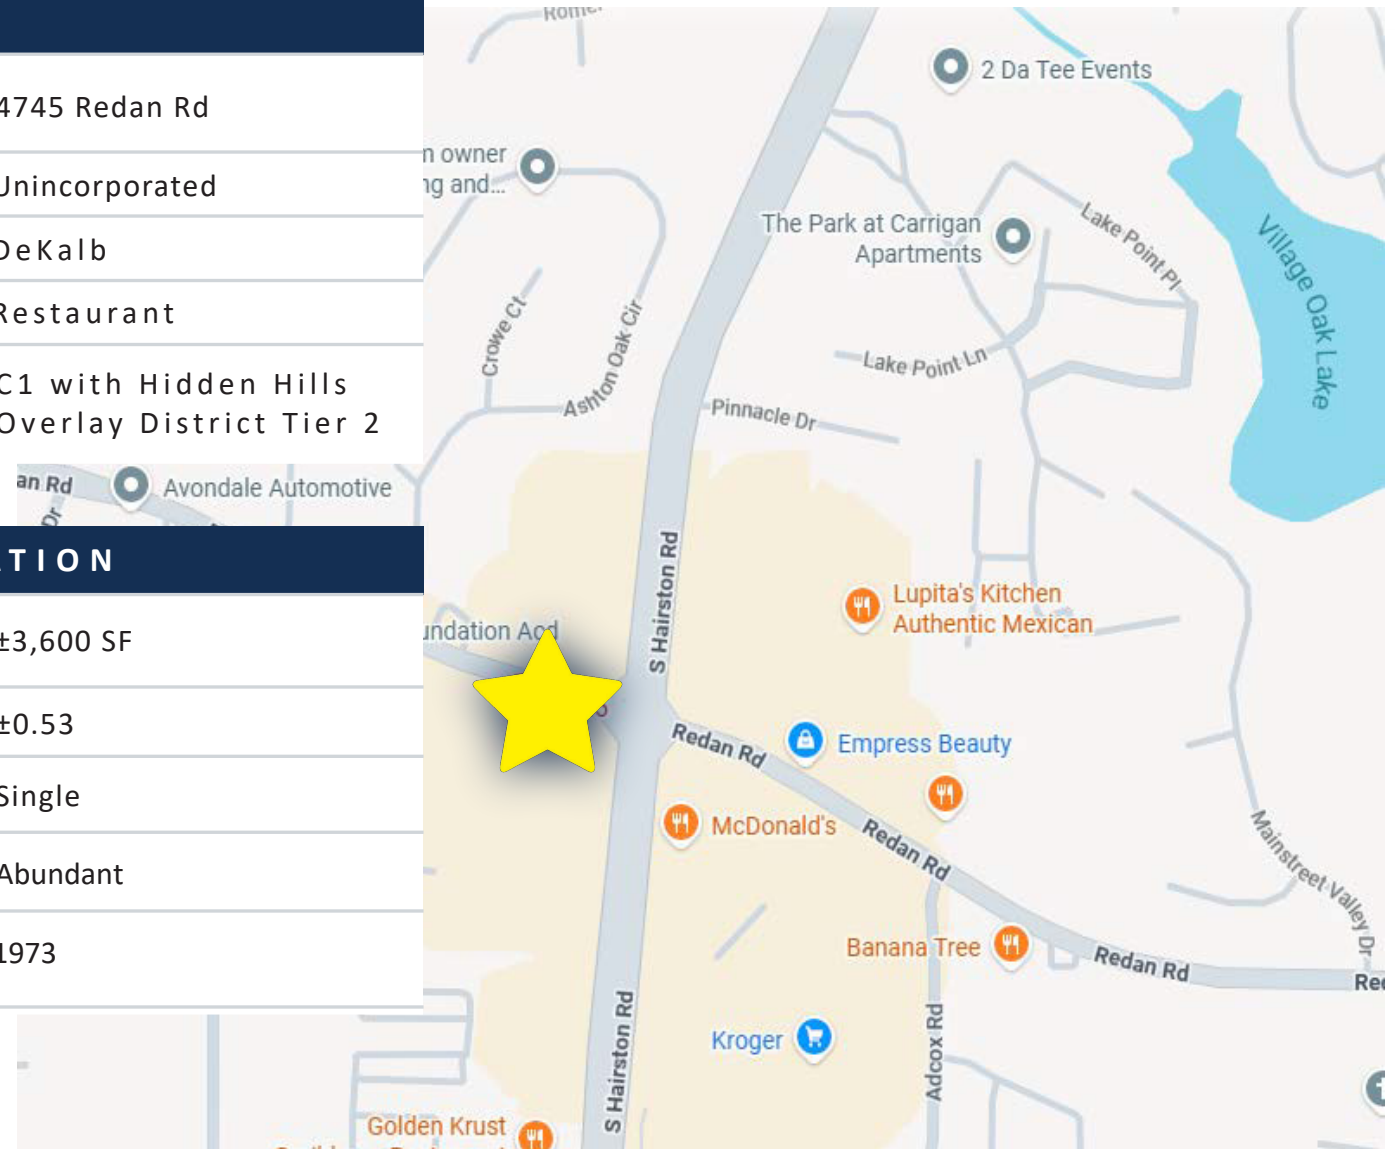 4745 Redan Rd
Unincorporated
DeKalb
Restaurant
C1 with Hidden Hills
Overlay District Tier 2
an Rd
Dr
Avondale Automotive
ATION
±3,600 SF
±0.53
Single
Abundant
1973
2 Da Tee Events
n owner
ng and...
The Park at Carrigan
Apartments
Lake Point Pl
Village Oak Lake
Crowe Ct
Ashton Oak Cir
Lake Point Ln
Pinnacle Dr
S Hairston Rd
Lupita's Kitchen
Authentic Mexican
undation Acd
Redan Rd
Empress Beauty
McDonald's
Redan Rd
Mainstreet Valley Dr
Banana Tree
Redan Rd
Kroger
Adcox Rd
S Hairston Rd
Golden Krust